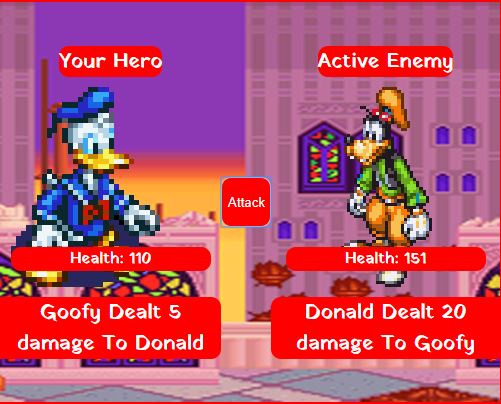 Your Hero
Active Enemy
Attack
Health: 110
Health: 151
Goofy Dealt 5
damage To Donald
Donald Dealt 20
damage To Goofy